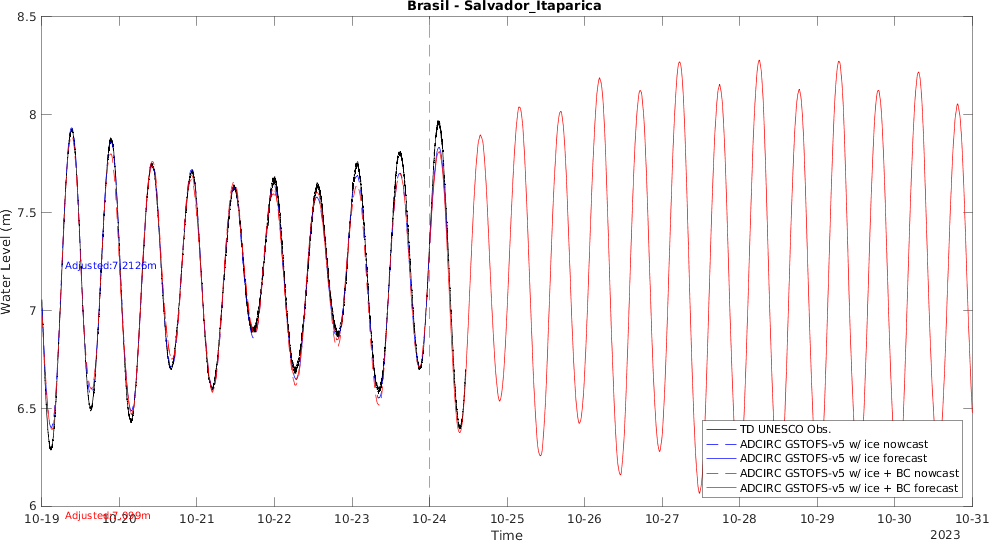 Brasil - Salvador_Itaparica
8.5
8
7.5
7
6.5
6
Water Level (m)
Adjusted:7.2126m
Adjusted:7.099m
TD UNESCO Obs.
ADCIRC GSTOFS-v5 w/ ice nowcast
ADCIRC GSTOFS-v5 w/ ice forecast
ADCIRC GSTOFS-v5 w/ ice + BC nowcast
ADCIRC GSTOFS-v5 w/ ice + BC forecast
10-19 10-20 10-21 10-22 10-23 10-24 10-25 10-26 10-27 10-28 10-29 10-30 10-31
Time
2023